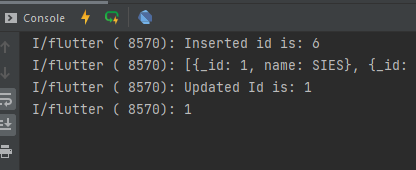 Console
I/flutter ( 8570): Inserted id is: 6
I/flutter ( 8570): [{_id: 1, name: SIES}, {_id:
I/flutter ( 8570): Updated Id is: 1
I/flutter ( 8570): 1